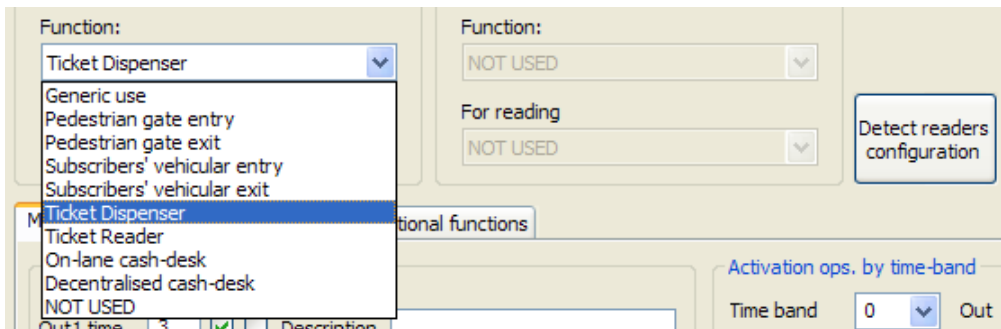 Function:
Ticket Dispenser
Generic use
Pedestrian gate entry
Pedestrian gate exit
Subscribers' vehicular entry
Subscribers' vehicular exit
Ticket Dispenser
Ticket Reader
On-lane cash-desk
Decentralised cash-desk
NOT USED
Function:
NOT USED
For reading
NOT USED
Detect readers
configuration
M
tional functions
Out1 time 3 Description
Activation ops. by time-band
Time band 0 Out